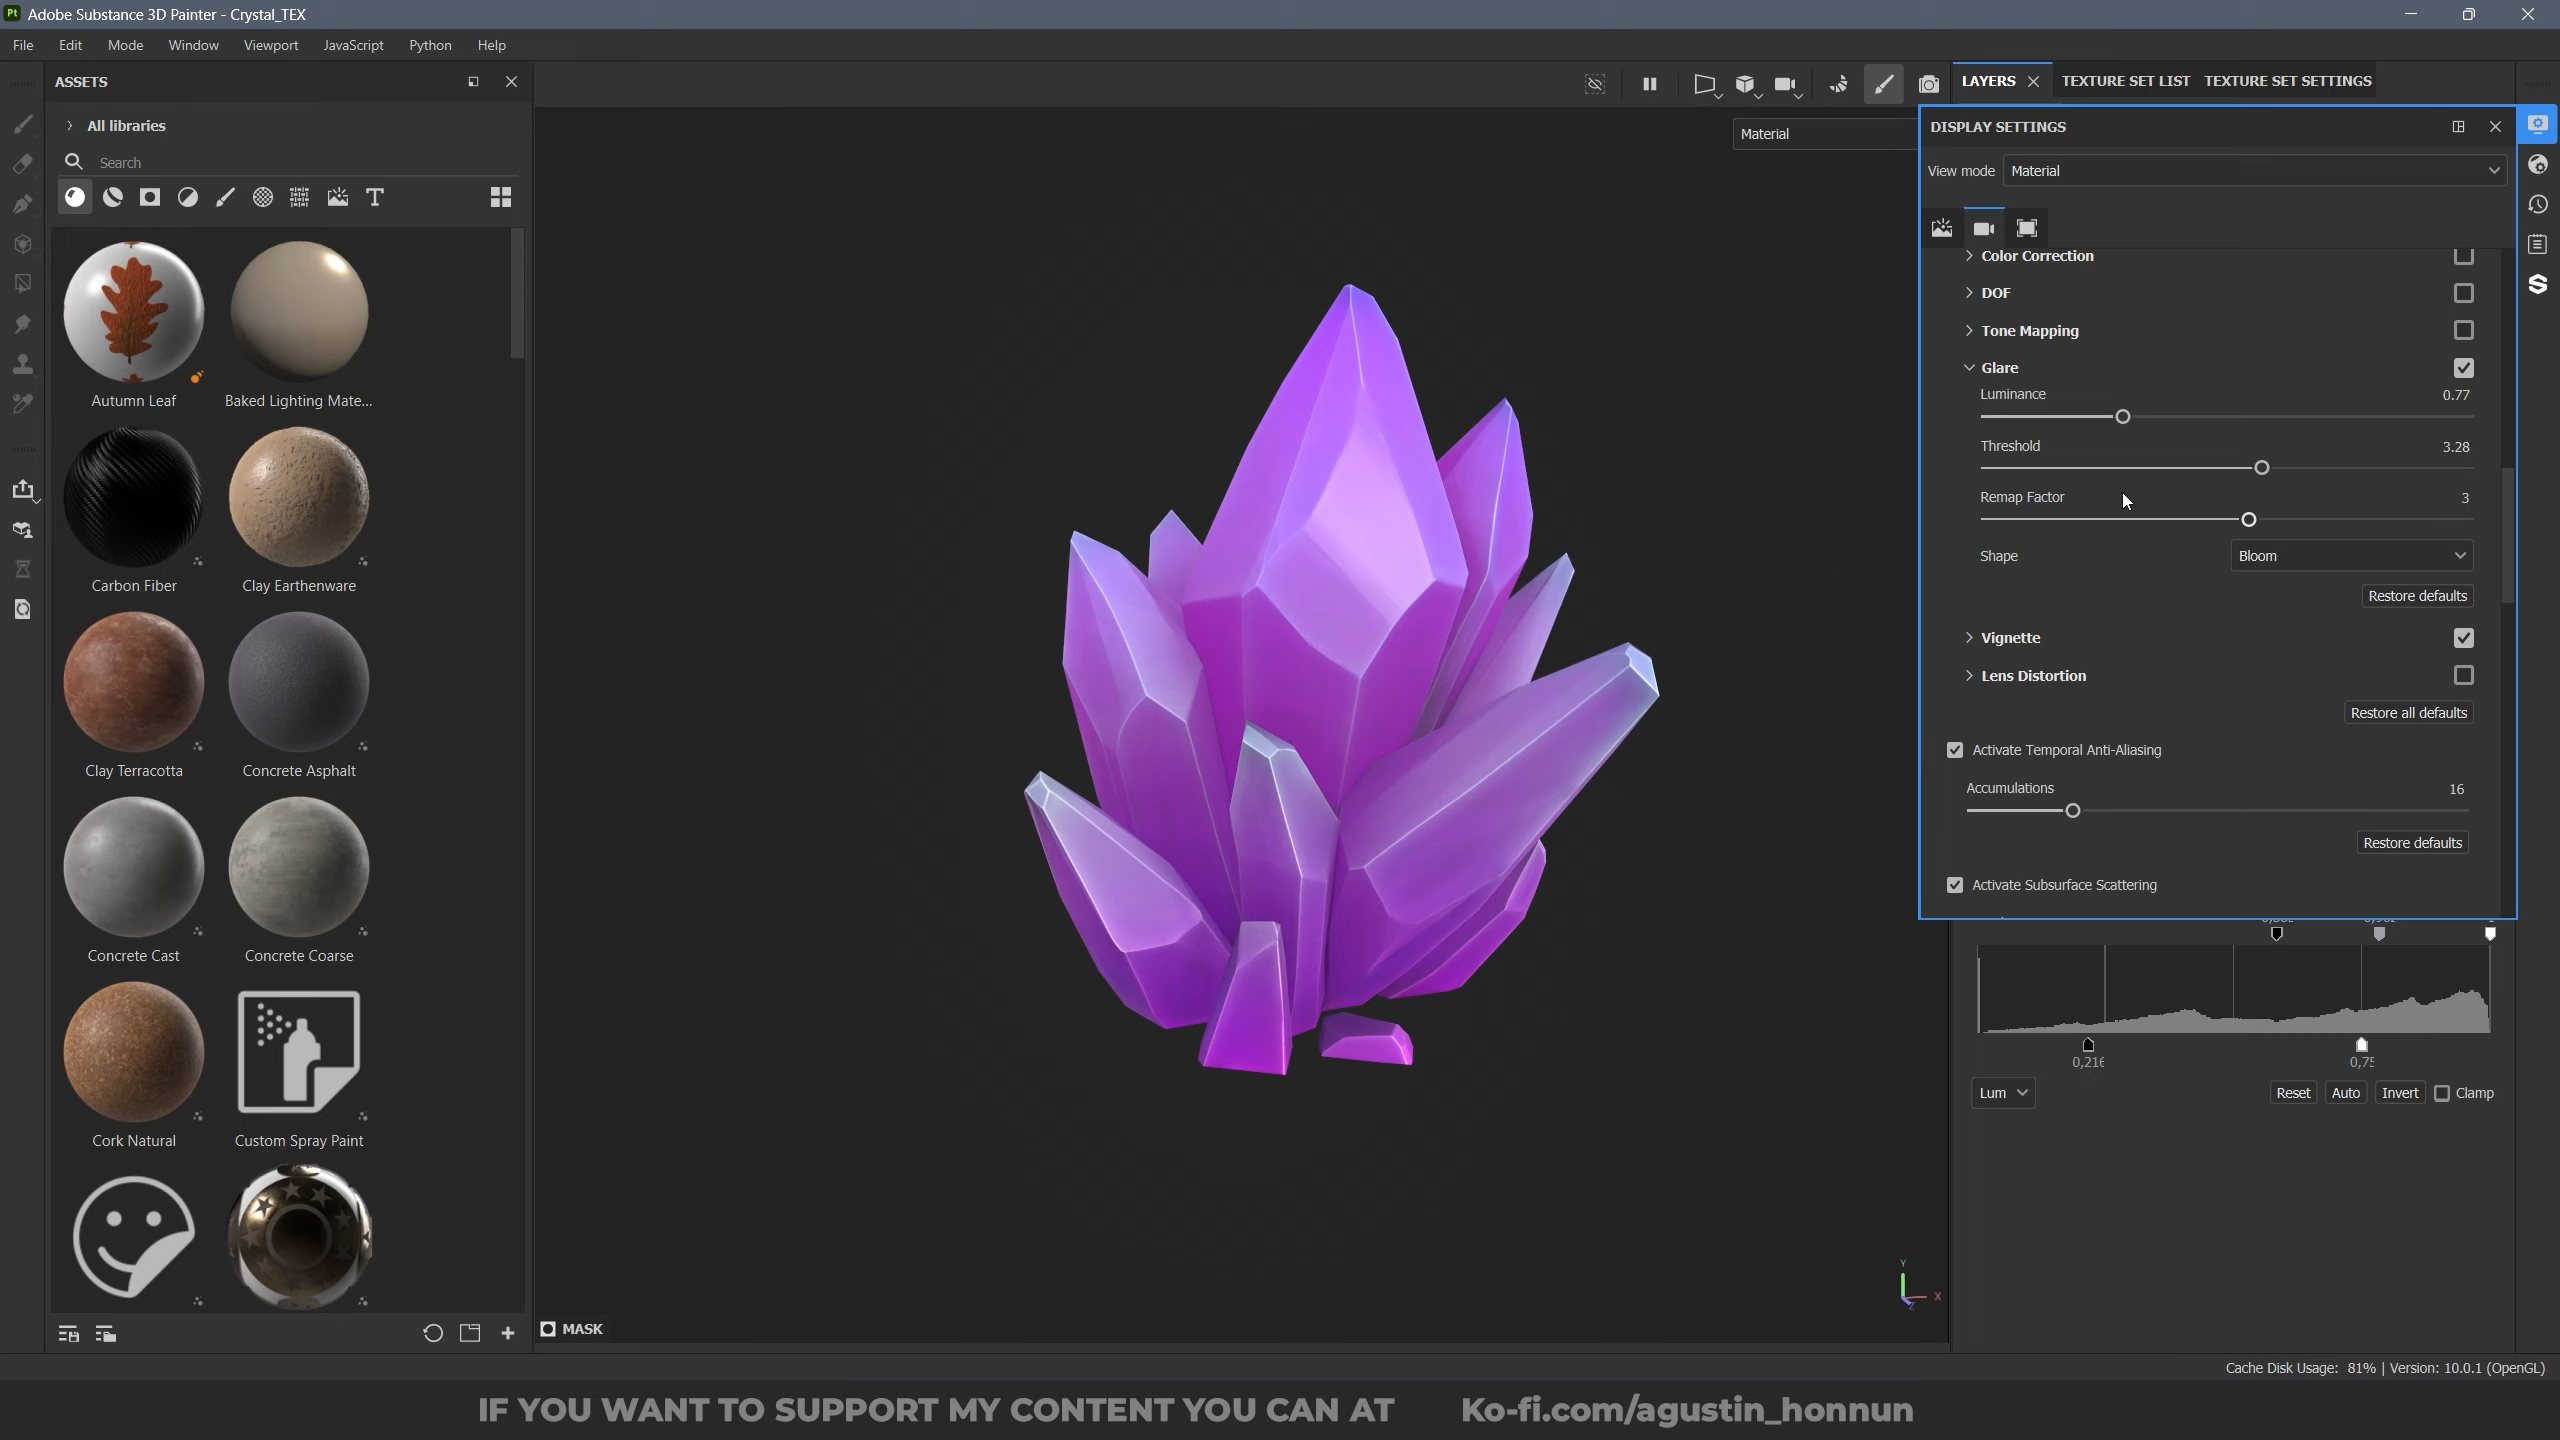 Pt Adobe Substance 3D Painter - Crystal_TEX
File Edit Mode Window Viewport JavaScript Python Help
ASSETS
All libraries
Search
Autumn Leaf
Baked Lighting Mate...
Carbon Fiber
Clay Earthenware
Clay Terracotta
Concrete Asphalt
Concrete Cast
Concrete Coarse
Cork Natural
Custom Spray Paint
Material
MASK
Y
X
Z
LAYERS
TEXTURE SET LIST
TEXTURE SET SETTINGS
DISPLAY SETTINGS
View mode Material
Color Correction
DOF
Tone Mapping
Glare
Luminance 0.77
Threshold 3.28
Remap Factor 3
Shape Bloom
Restore defaults
Vignette
Lens Distortion
Restore all defaults
Activate Temporal Anti-Aliasing
Accumulations 16
Restore defaults
Activate Subsurface Scattering
0,216
0,75
Lum Reset Auto Invert Clamp
Cache Disk Usage: 81% | Version: 10.0.1 (OpenGL)
IF YOU WANT TO SUPPORT MY CONTENT YOU CAN AT Ko-fi.com/agustin_honnun